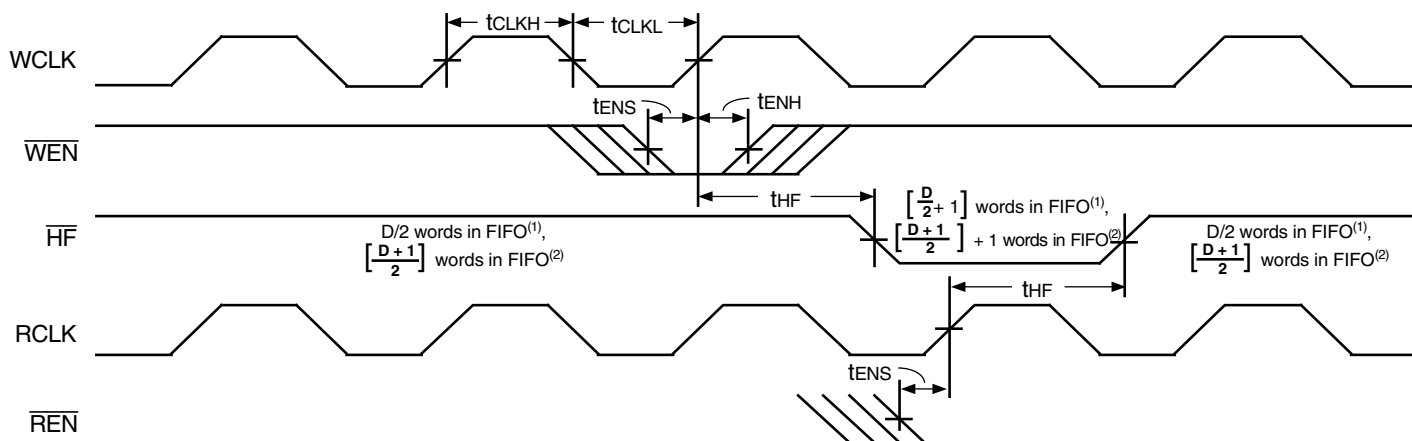 tCLKH tCLKL
WCLK
tENS tENH
WEN
tHF
HF
D/2 words in FIFO(1),
[D + 1 / 2] words in FIFO(2)
[D/2 + 1] words in FIFO(1),
[D + 1 / 2] + 1 words in FIFO(2)
D/2 words in FIFO(1),
[D + 1 / 2] words in FIFO(2)
tHF
RCLK
tENS
REN